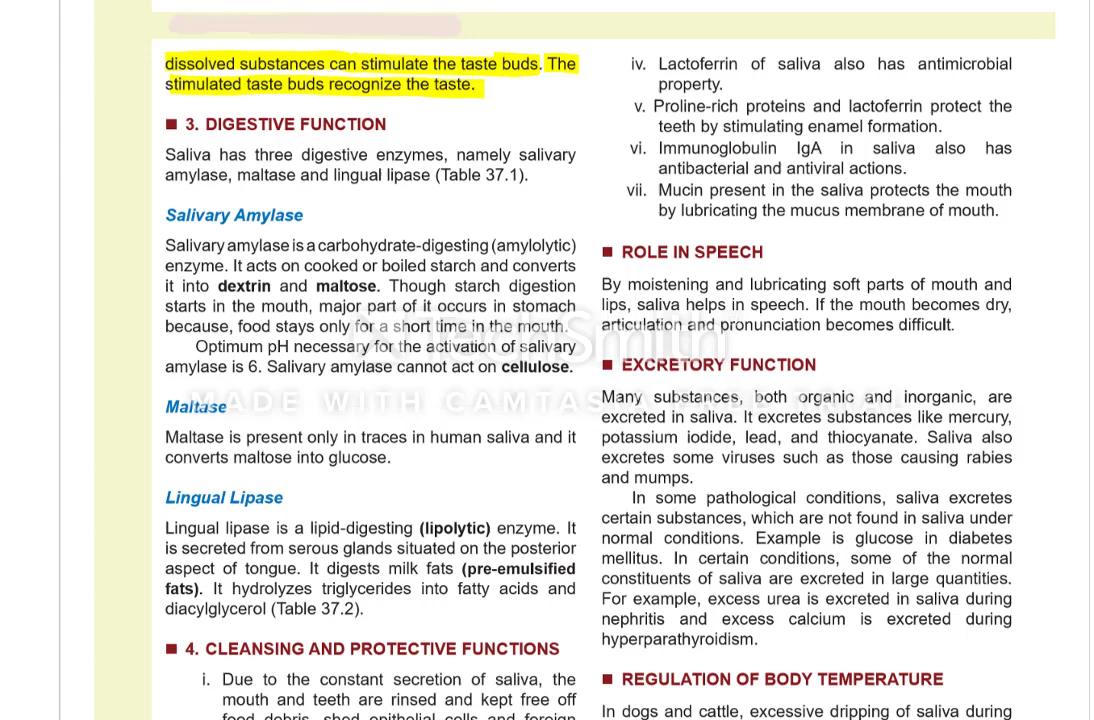 dissolved substances can stimulate the taste buds. The
stimulated taste buds recognize the taste.
3. DIGESTIVE FUNCTION
Saliva has three digestive enzymes, namely salivary
amylase, maltase and lingual lipase (Table 37.1).
Salivary Amylase
Salivary amylase is a carbohydrate-digesting (amylolytic)
enzyme. It acts on cooked or boiled starch and converts
it into dextrin and maltose. Though starch digestion
starts in the mouth, major part of it occurs in stomach
because, food stays only for a short time in the mouth.
Optimum pH necessary for the activation of salivary
amylase is 6. Salivary amylase cannot act on cellulose.
Maltase
Maltase is present only in traces in human saliva and it
converts maltose into glucose.
Lingual Lipase
Lingual lipase is a lipid-digesting (lipolytic) enzyme. It
is secreted from serous glands situated on the posterior
aspect of tongue. It digests milk fats (pre-emulsified
fats). It hydrolyzes triglycerides into fatty acids and
diacylglycerol (Table 37.2).
4. CLEANSING AND PROTECTIVE FUNCTIONS
i. Due to the constant secretion of saliva, the
mouth and teeth are rinsed and kept free off
food debris, shed epithelial cells and foreign
iv. Lactoferrin of saliva also has antimicrobial
property.
v. Proline-rich proteins and lactoferrin protect the
teeth by stimulating enamel formation.
vi. Immunoglobulin IgA in saliva also has
antibacterial and antiviral actions.
vii. Mucin present in the saliva protects the mouth
by lubricating the mucus membrane of mouth.
ROLE IN SPEECH
By moistening and lubricating soft parts of mouth and
lips, saliva helps in speech. If the mouth becomes dry,
articulation and pronunciation becomes difficult.
EXCRETORY FUNCTION
Many substances, both organic and inorganic, are
excreted in saliva. It excretes substances like mercury,
potassium iodide, lead, and thiocyanate. Saliva also
excretes some viruses such as those causing rabies
and mumps.
In some pathological conditions, saliva excretes
certain substances, which are not found in saliva under
normal conditions. Example is glucose in diabetes
mellitus. In certain conditions, some of the normal
constituents of saliva are excreted in large quantities.
For example, excess urea is excreted in saliva during
nephritis and excess calcium is excreted during
hyperparathyroidism.
REGULATION OF BODY TEMPERATURE
In dogs and cattle, excessive dripping of saliva during
TechSmith
MADE WITH CAMTASIA FREE TRIAL